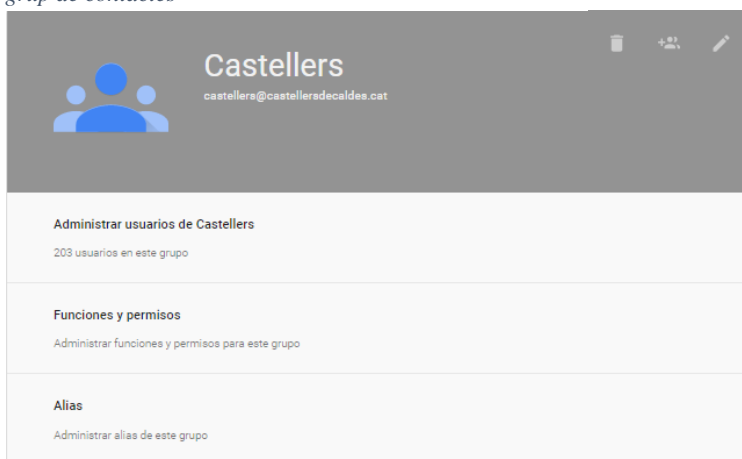 grup de contactes
Castellers
castellers@castellersdecaldes.cat
Administrar usuarios de Castellers
203 usuarios en este grupo
Funciones y permisos
Administrar funciones y permisos para este grupo
Alias
Administrar alias de este grupo